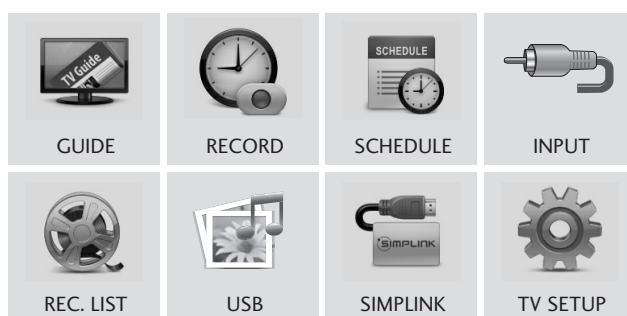 TV Guide
SCHEDULE
GUIDE
RECORD
SCHEDULE
INPUT
SIMPLINK
REC. LIST
USB
SIMPLINK
TV SETUP